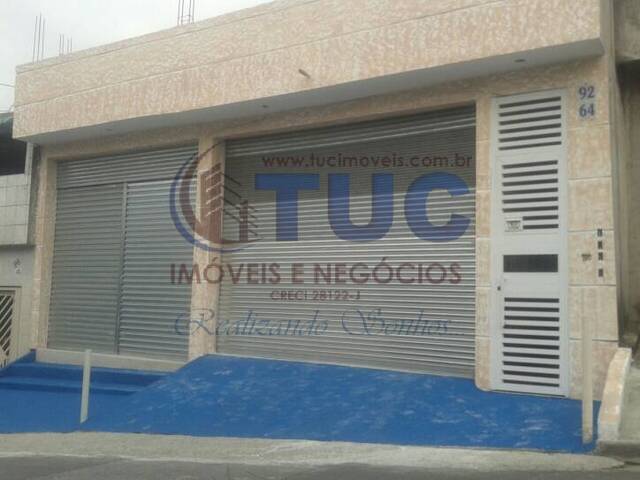 92
64
www.tucimoveis.com.br
TUC
IMÓVEIS E NEGÓCIOS
CRECI 28122-J
Realizando Sonhos...